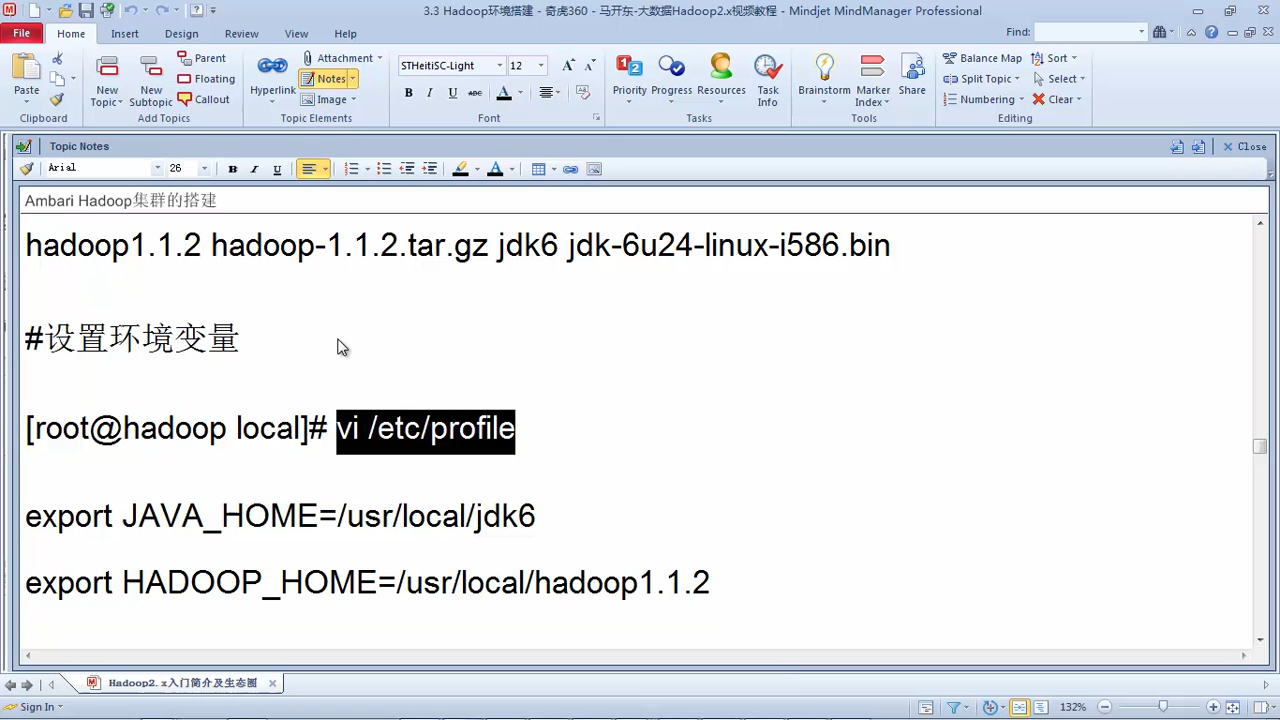 3.3 Hadoop环境搭建 - 奇虎360 - 马开东-大数据Hadoop2.x视频教程 - Mindjet MindManager Professional
File Home Insert Design Review View Help Find:
Paste
Clipboard
New Topic
New Subtopic
Parent
Floating
Callout
Add Topics
Hyperlink
Attachment
Notes
Image
Topic Elements
STHeitiSC-Light 12
B I U ABC A
Font
Priority Progress Resources Task Info
Tasks
Brainstorm Marker Index Share
Tools
Balance Map Sort
Split Topic Select
Numbering Clear
Editing
Topic Notes Close
Arial 26 B I U A
Ambari Hadoop集群的搭建
hadoop1.1.2 hadoop-1.1.2.tar.gz jdk6 jdk-6u24-linux-i586.bin
#设置环境变量
[root@hadoop local]# vi /etc/profile
export JAVA_HOME=/usr/local/jdk6
export HADOOP_HOME=/usr/local/hadoop1.1.2
Hadoop2. x入门简介及生态圈
Sign In 132%